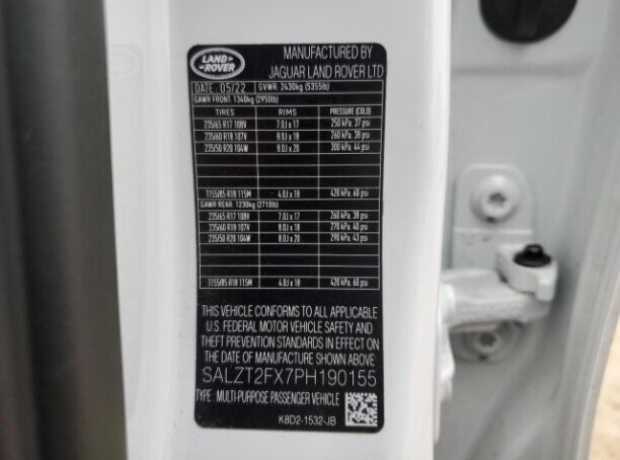 LAND ROVER
MANUFACTURED BY
JAGUAR LAND ROVER LTD
DATE 05/22 GVWR 2430kg (5355lb)
GAWR FRONT 1340kg (2950lb)
TIRES RIMS PRESSURE (COLD)
235/65 R17 108V 7.0J x 17 250 kPa 37 psi
235/60 R18 107V 8.0J x 18 260 kPa 38 psi
235/50 R20 104W 8.0J x 20 300 kPa 44 psi
T155/85 R18 115M 4.0J x 18 420 kPa 60 psi
GAWR REAR 1230kg (2710lb)
235/65 R17 108V 7.0J x 17 260 kPa 38 psi
235/60 R18 107V 8.0J x 18 270 kPa 40 psi
235/50 R20 104W 8.0J x 20 290 kPa 43 psi
T155/85 R18 115M 4.0J x 18 420 kPa 60 psi
THIS VEHICLE CONFORMS TO ALL APPLICABLE
U.S. FEDERAL MOTOR VEHICLE SAFETY AND
THEFT PREVENTION STANDARDS IN EFFECT ON
THE DATE OF MANUFACTURE SHOWN ABOVE
SALZT2FX7PH190155
TYPE MULTI-PURPOSE PASSENGER VEHICLE
K8D2-1532-JB